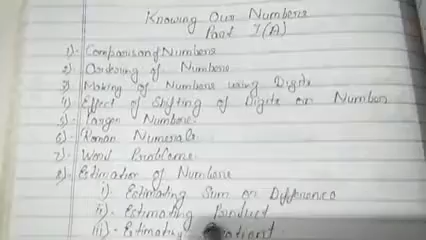 Knowing Our Numbers
Part I(A)
1)- Comparison of Numbers
2)- Ordering of Numbers
3)- Making of Numbers using Digits
4)- Effect of Shifting of Digits on Number
5)- Larger Numbers
6)- Roman Numerals
7)- Word Problems
8)- Estimation of Numbers
i)- Estimating Sum or Difference
ii)- Estimating Product
iii)- Estimating Quotient